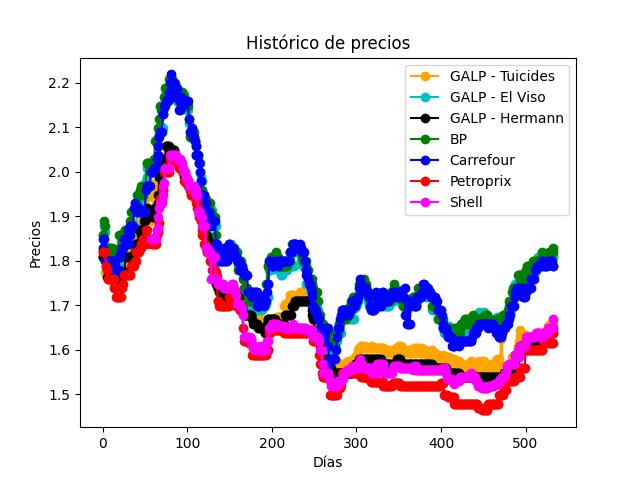 Histórico de precios
GALP - Tuicides
GALP - El Viso
GALP - Hermann
BP
Carrefour
Petroprix
Shell
Precios
2.2
2.1
2.0
1.9
1.8
1.7
1.6
1.5
0 100 200 300 400 500
Días